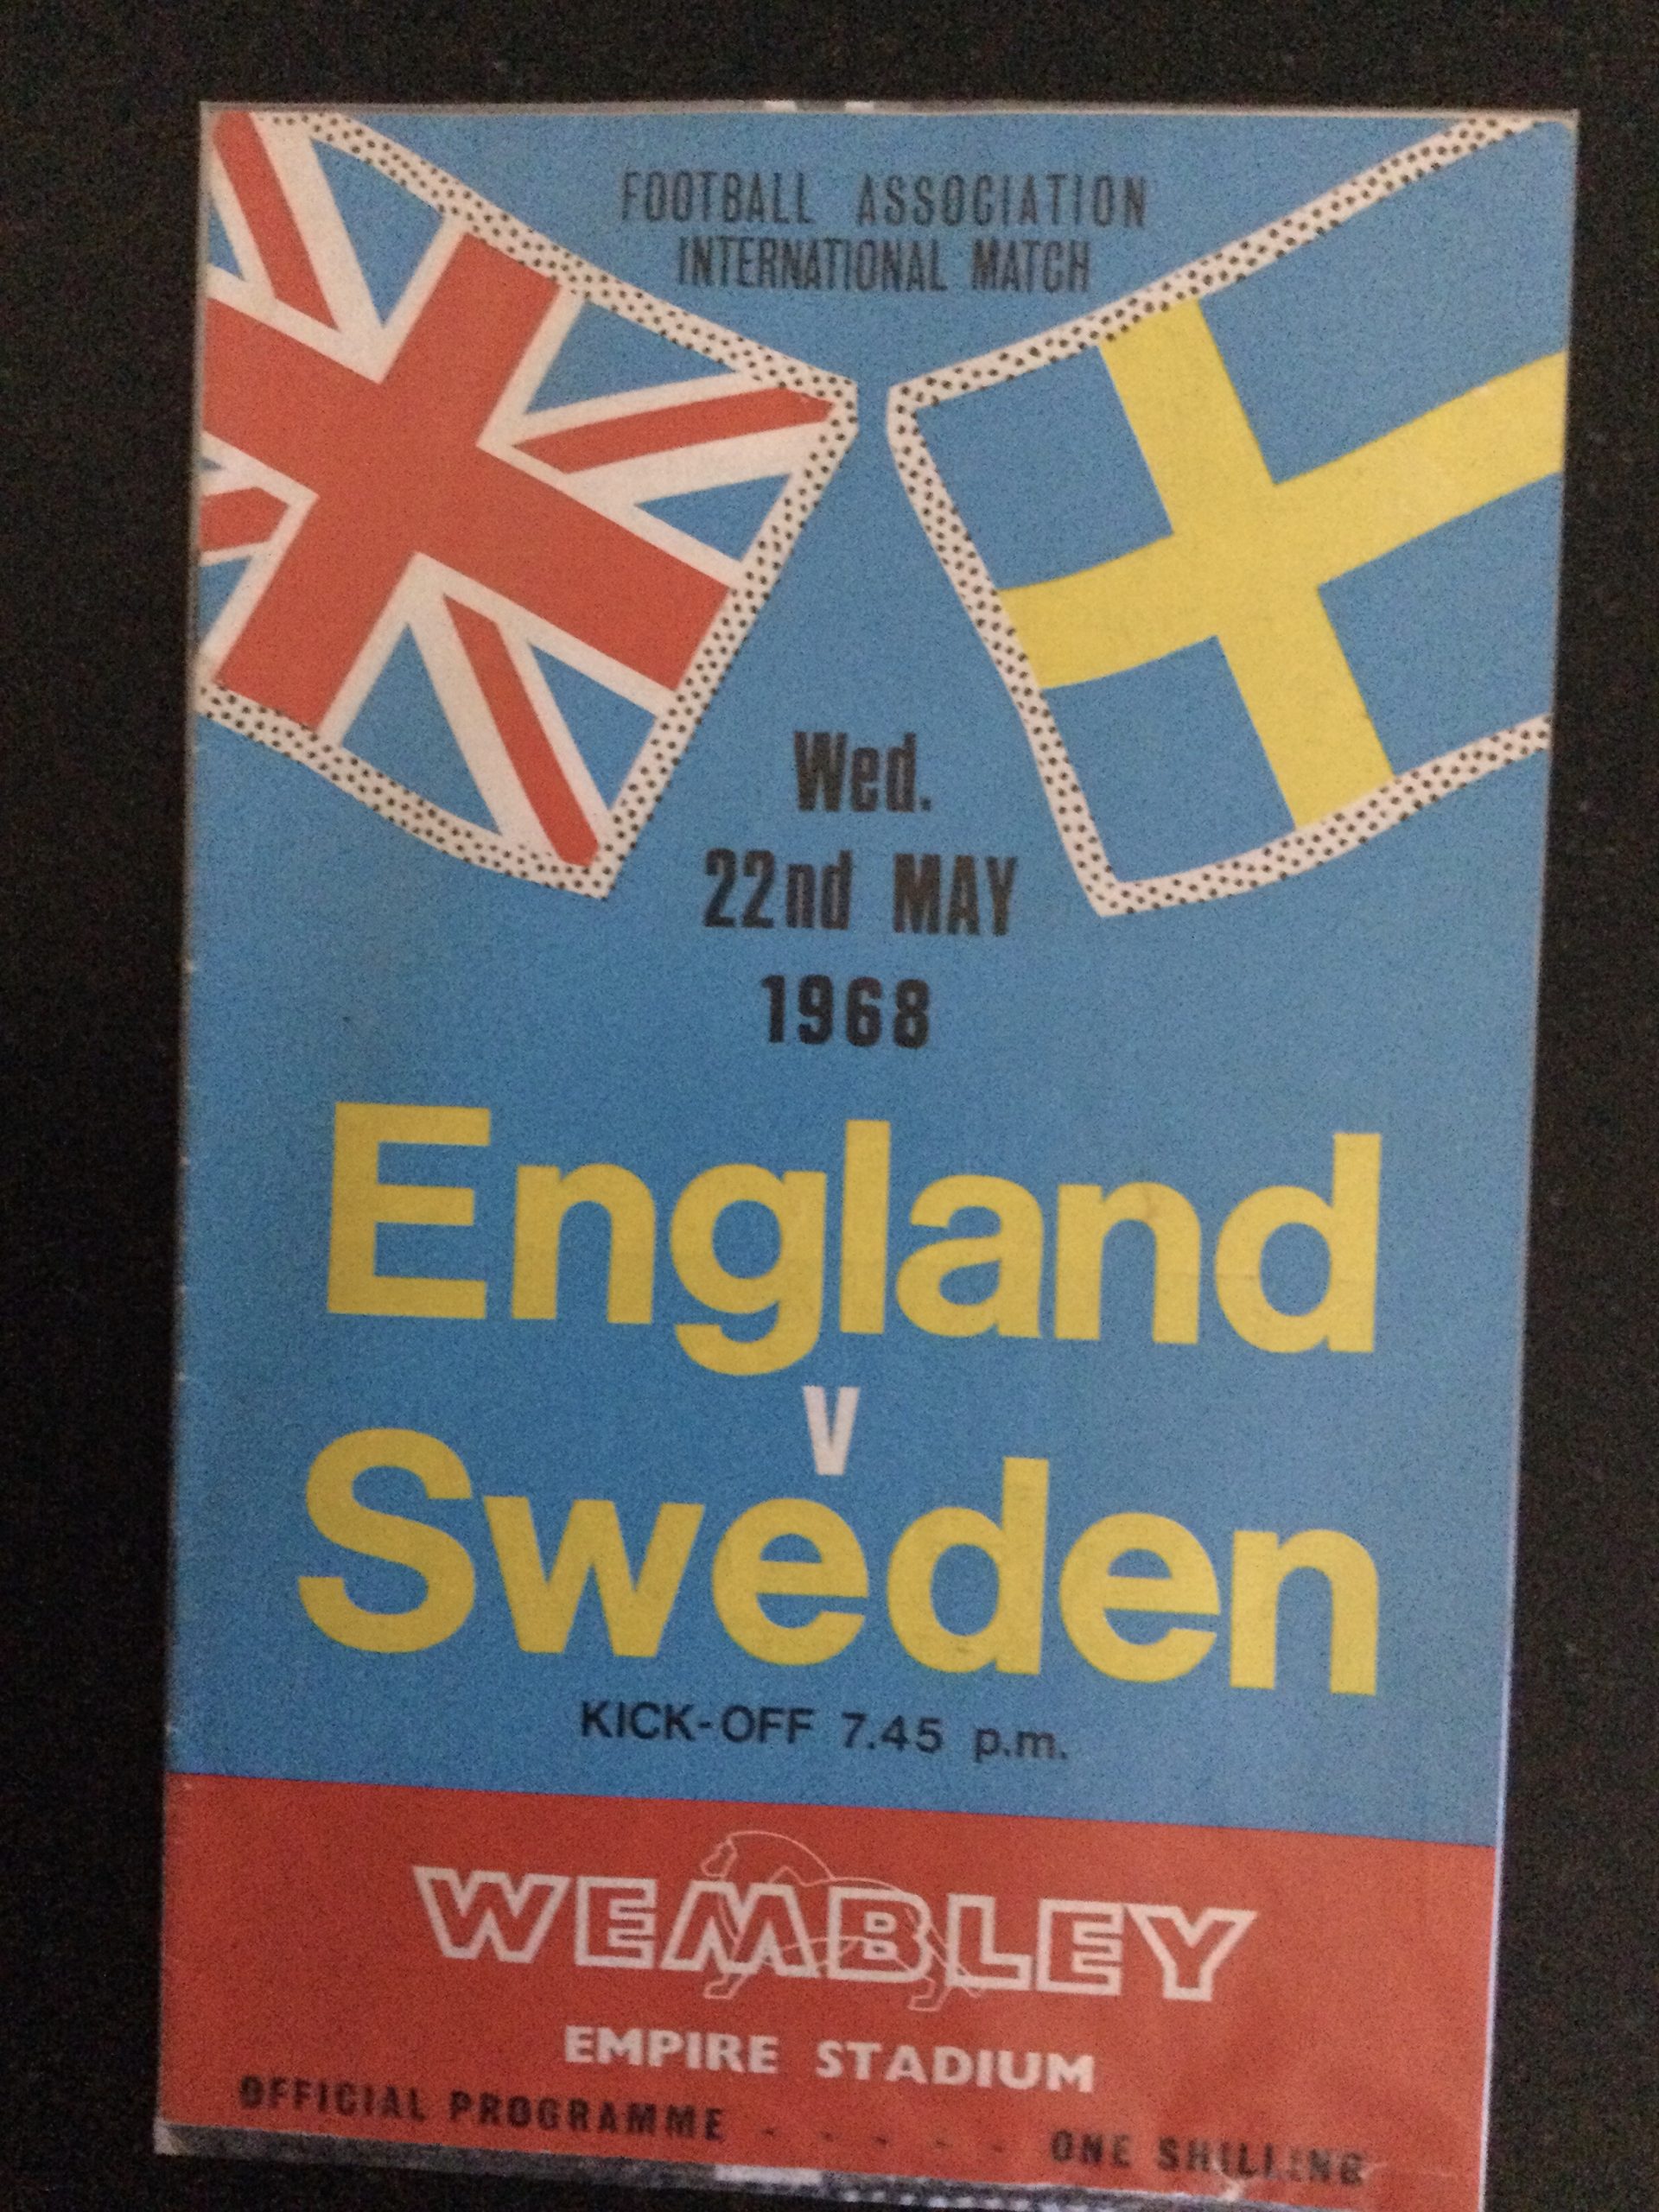 FOOTBALL ASSOCIATION
INTERNATIONAL MATCH
Wed.
22nd MAY
1968
England
V
Sweden
KICK-OFF 7.45 p.m.
WEMBLEY
EMPIRE STADIUM
OFFICIAL PROGRAMME - - - - - ONE SHILLING